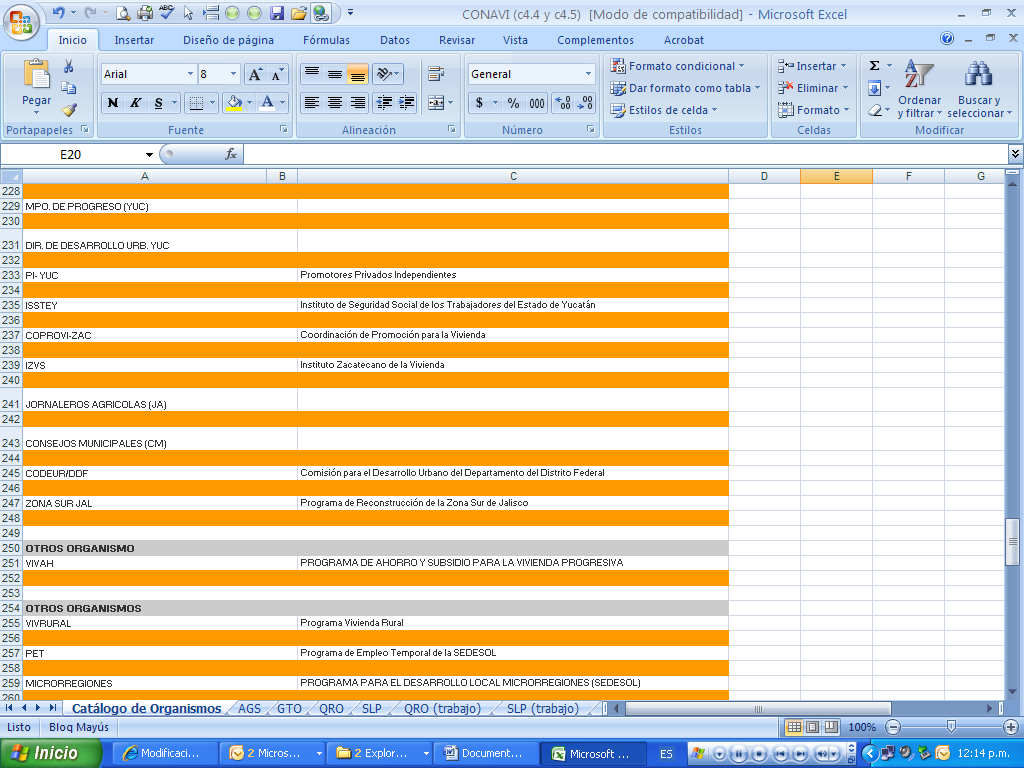 CONAVI (c4.4 y c4.5) [Modo de compatibilidad] - Microsoft Excel
Inicio Insertar Diseño de página Fórmulas Datos Revisar Vista Complementos Acrobat
Pegar
Portapapeles
Arial 8
N K S
Fuente
Alineación
General
$ % 000
Número
Formato condicional
Dar formato como tabla
Estilos de celda
Estilos
Insertar
Eliminar
Formato
Celdas
Σ
Ordenar y filtrar
Buscar y seleccionar
Modificar
E20 fx
A B C D E F G
228
229 MPO. DE PROGRESO (YUC)
230
231 DIR. DE DESARROLLO URB. YUC
232
233 PI- YUC Promotores Privados Independientes
234
235 ISSTEY Instituto de Seguridad Social de los Trabajadores del Estado de Yucatán
236
237 COPROVI-ZAC Coordinación de Promoción para la Vivienda
238
239 IZVS Instituto Zacatecano de la Vivienda
240
241 JORNALEROS AGRICOLAS (JA)
242
243 CONSEJOS MUNICIPALES (CM)
244
245 CODEUR/DDF Comisión para el Desarrollo Urbano del Departamento del Distrito Federal
246
247 ZONA SUR JAL Programa de Reconstrucción de la Zona Sur de Jalisco
248
249
250 OTROS ORGANISMO
251 VIVAH PROGRAMA DE AHORRO Y SUBSIDIO PARA LA VIVIENDA PROGRESIVA
252
253
254 OTROS ORGANISMOS
255 VIVRURAL Programa Vivienda Rural
256
257 PET Programa de Empleo Temporal de la SEDESOL
258
259 MICRORREGIONES PROGRAMA PARA EL DESARROLLO LOCAL MICRORREGIONES (SEDESOL)
260
Catálogo de Organismos AGS GTO QRO SLP QRO (trabajo) SLP (trabajo)
Listo Bloq Mayús 100%
Inicio Modificaci... 2 Micros... 2 Explor... Document... Microsoft ... ES 12:14 p.m.